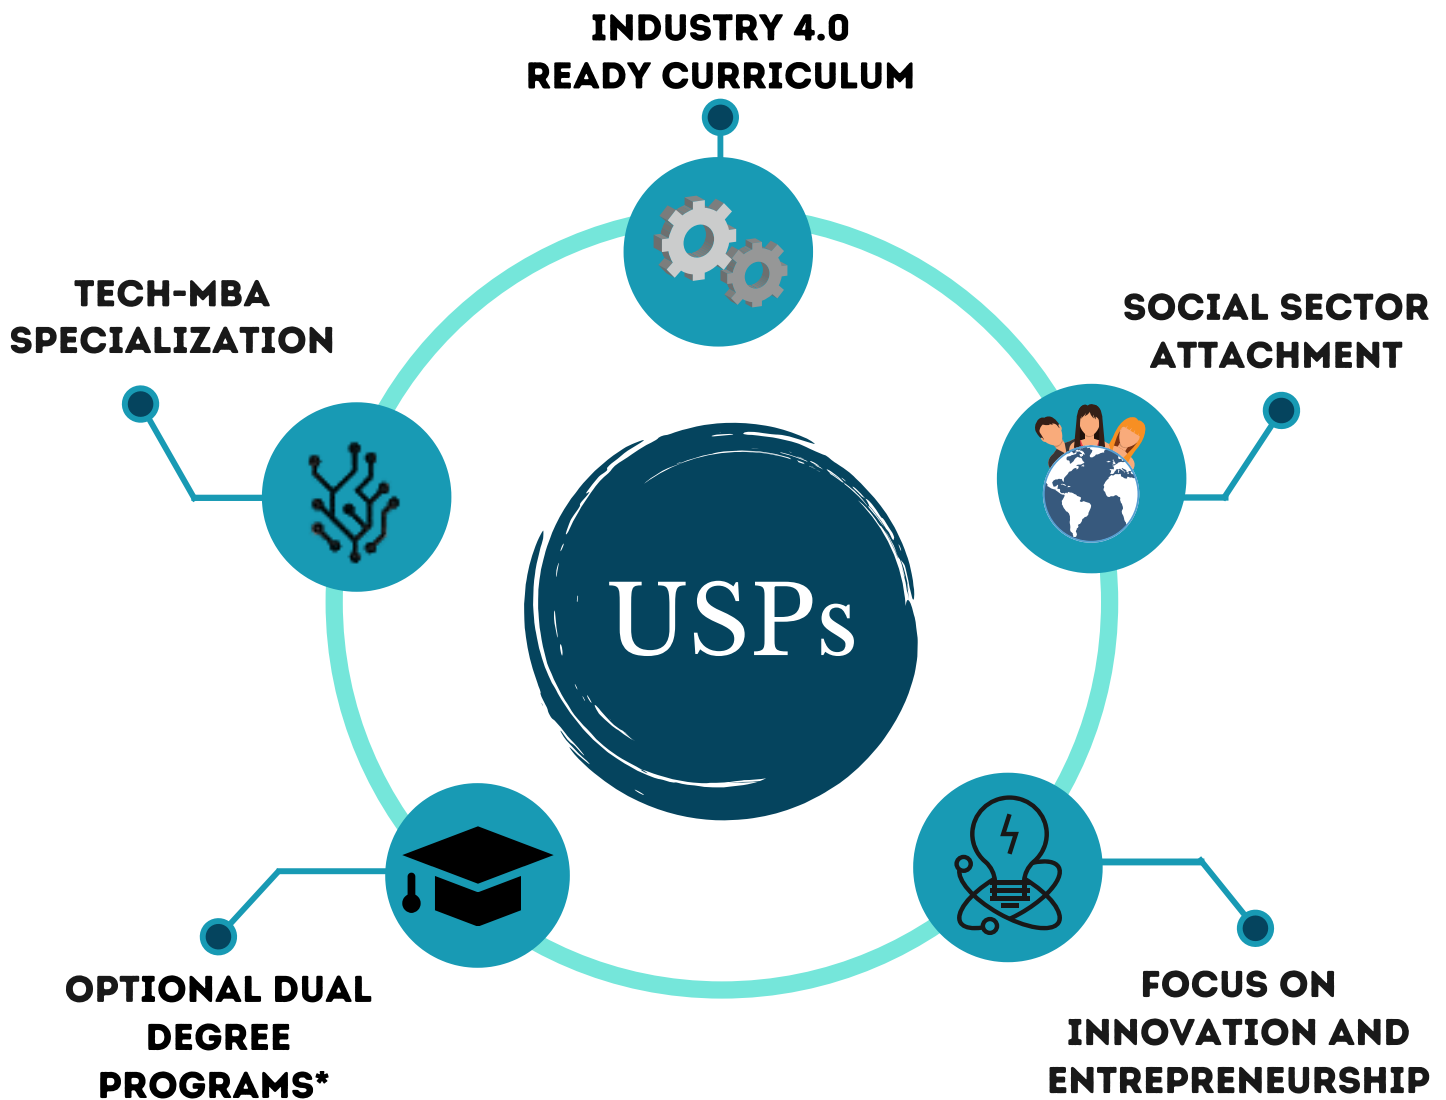 INDUSTRY 4.0
READY CURRICULUM
TECH-MBA
SPECIALIZATION
SOCIAL SECTOR
ATTACHMENT
USPs
OPTIONAL DUAL
DEGREE
PROGRAMS*
FOCUS ON
INNOVATION AND
ENTREPRENEURSHIP